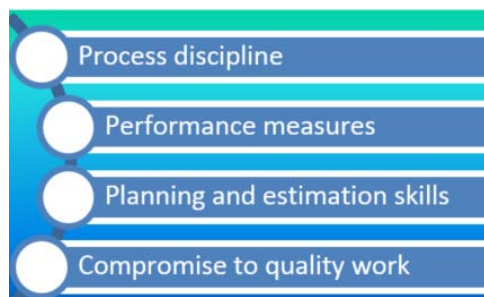 Process discipline
Performance measures
Planning and estimation skills
Compromise to quality work